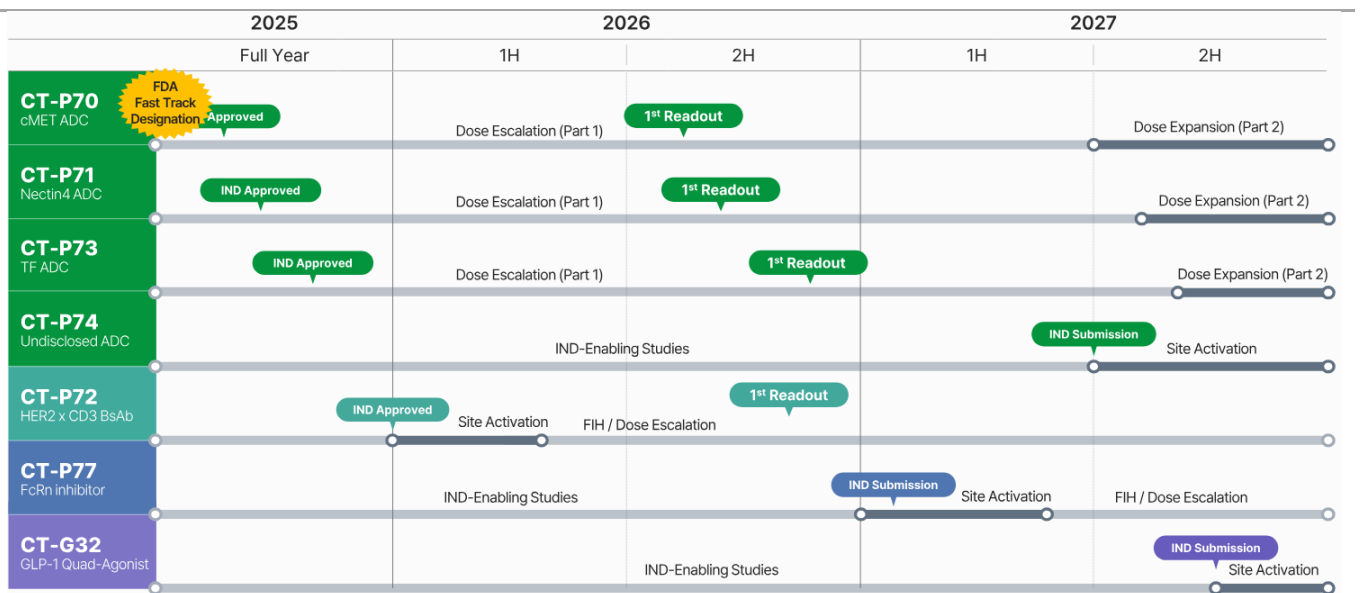 2025
2026
2027
Full Year
1H
2H
1H
2H
CT-P70
cMET ADC
FDA
Fast Track
Designation
Approved
Dose Escalation (Part 1)
1st Readout
Dose Expansion (Part 2)
CT-P71
Nectin4 ADC
IND Approved
Dose Escalation (Part 1)
1st Readout
Dose Expansion (Part 2)
CT-P73
TF ADC
IND Approved
Dose Escalation (Part 1)
1st Readout
Dose Expansion (Part 2)
CT-P74
Undisclosed ADC
IND-Enabling Studies
IND Submission
Site Activation
CT-P72
HER2 x CD3 BsAb
IND Approved
Site Activation
FIH / Dose Escalation
1st Readout
CT-P77
FcRn inhibitor
IND-Enabling Studies
IND Submission
Site Activation
FIH / Dose Escalation
CT-G32
GLP-1 Quad-Agonist
IND-Enabling Studies
IND Submission
Site Activation